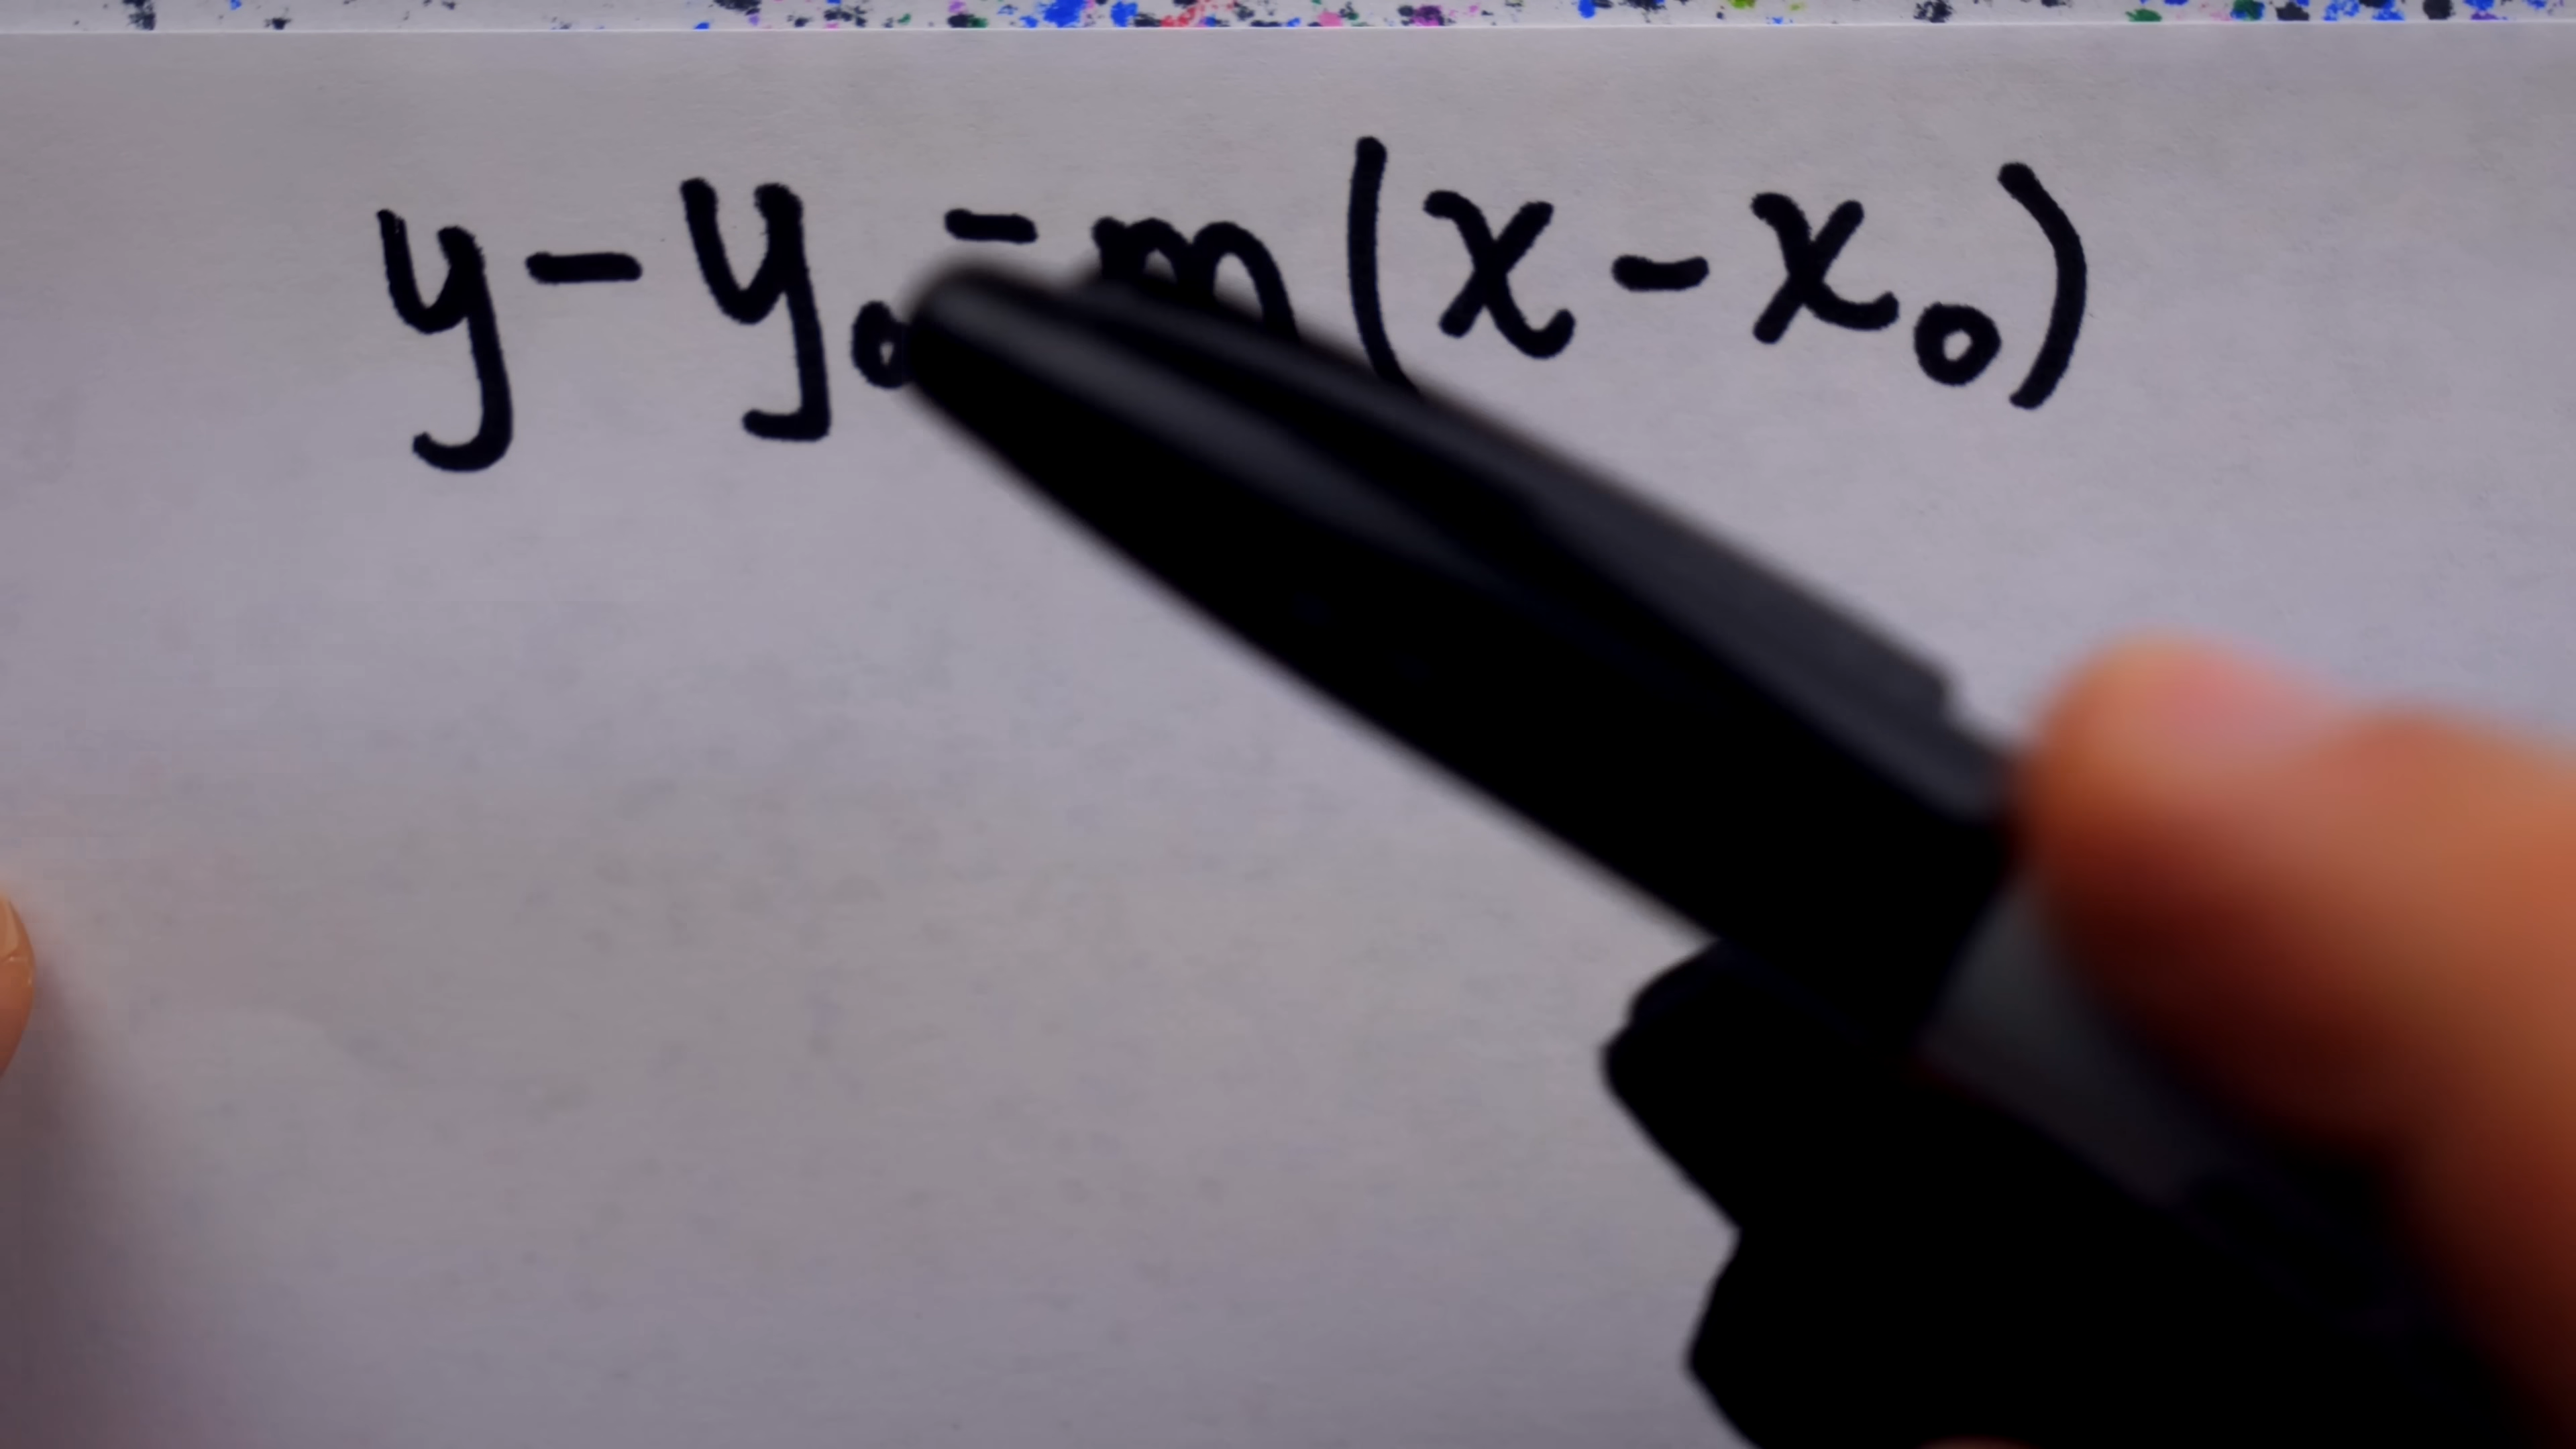 y - y₀ = m(x - x₀)